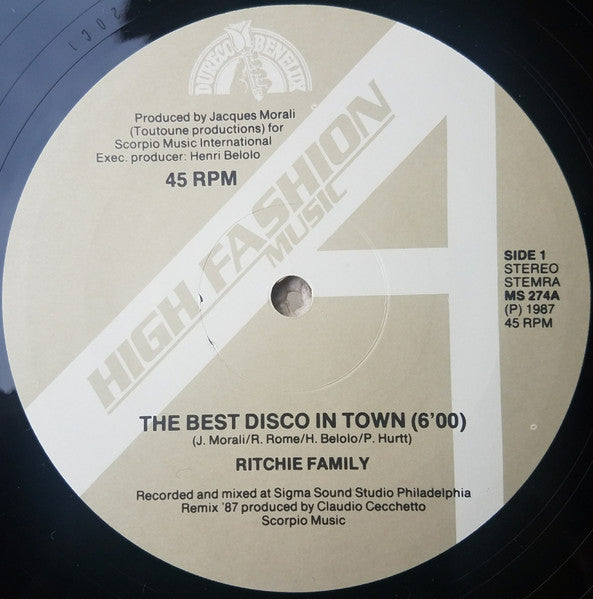 DURECO BENELUX
Produced by Jacques Morali
(Toutoune productions) for
Scorpio Music International
Exec. producer: Henri Belolo
45 RPM
HIGH FASHION
MUSIC
SIDE 1
STEREO
STEMRA
MS 274A
(P) 1987
45 RPM
THE BEST DISCO IN TOWN (6'00)
(J. Morali/R. Rome/H. Belolo/P. Hurtt)
RITCHIE FAMILY
Recorded and mixed at Sigma Sound Studio Philadelphia
Remix '87 produced by Claudio Cecchetto
Scorpio Music